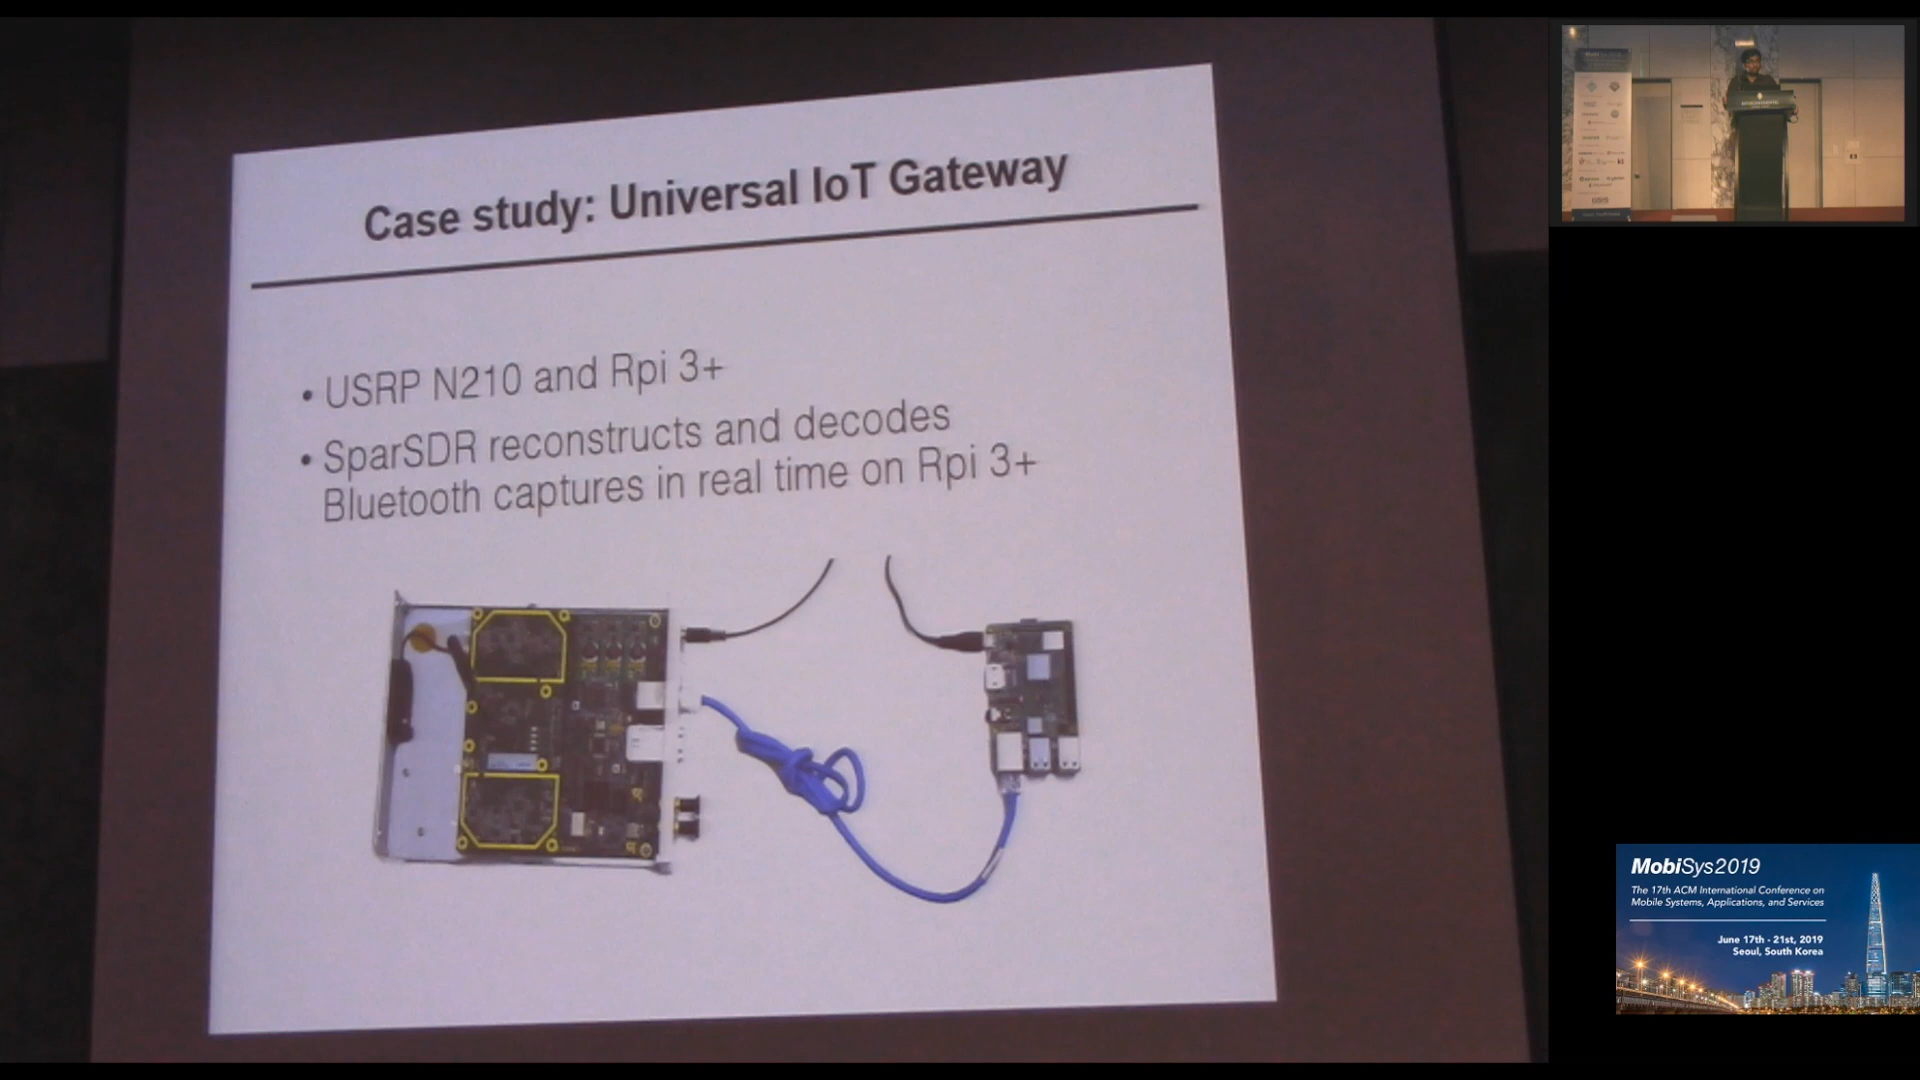 Case study: Universal IoT Gateway
• USRP N210 and Rpi 3+
• SparSDR reconstructs and decodes
Bluetooth captures in real time on Rpi 3+
MobiSys2019
The 17th ACM International Conference on
Mobile Systems, Applications, and Services
June 17th - 21st, 2019
Seoul, South Korea